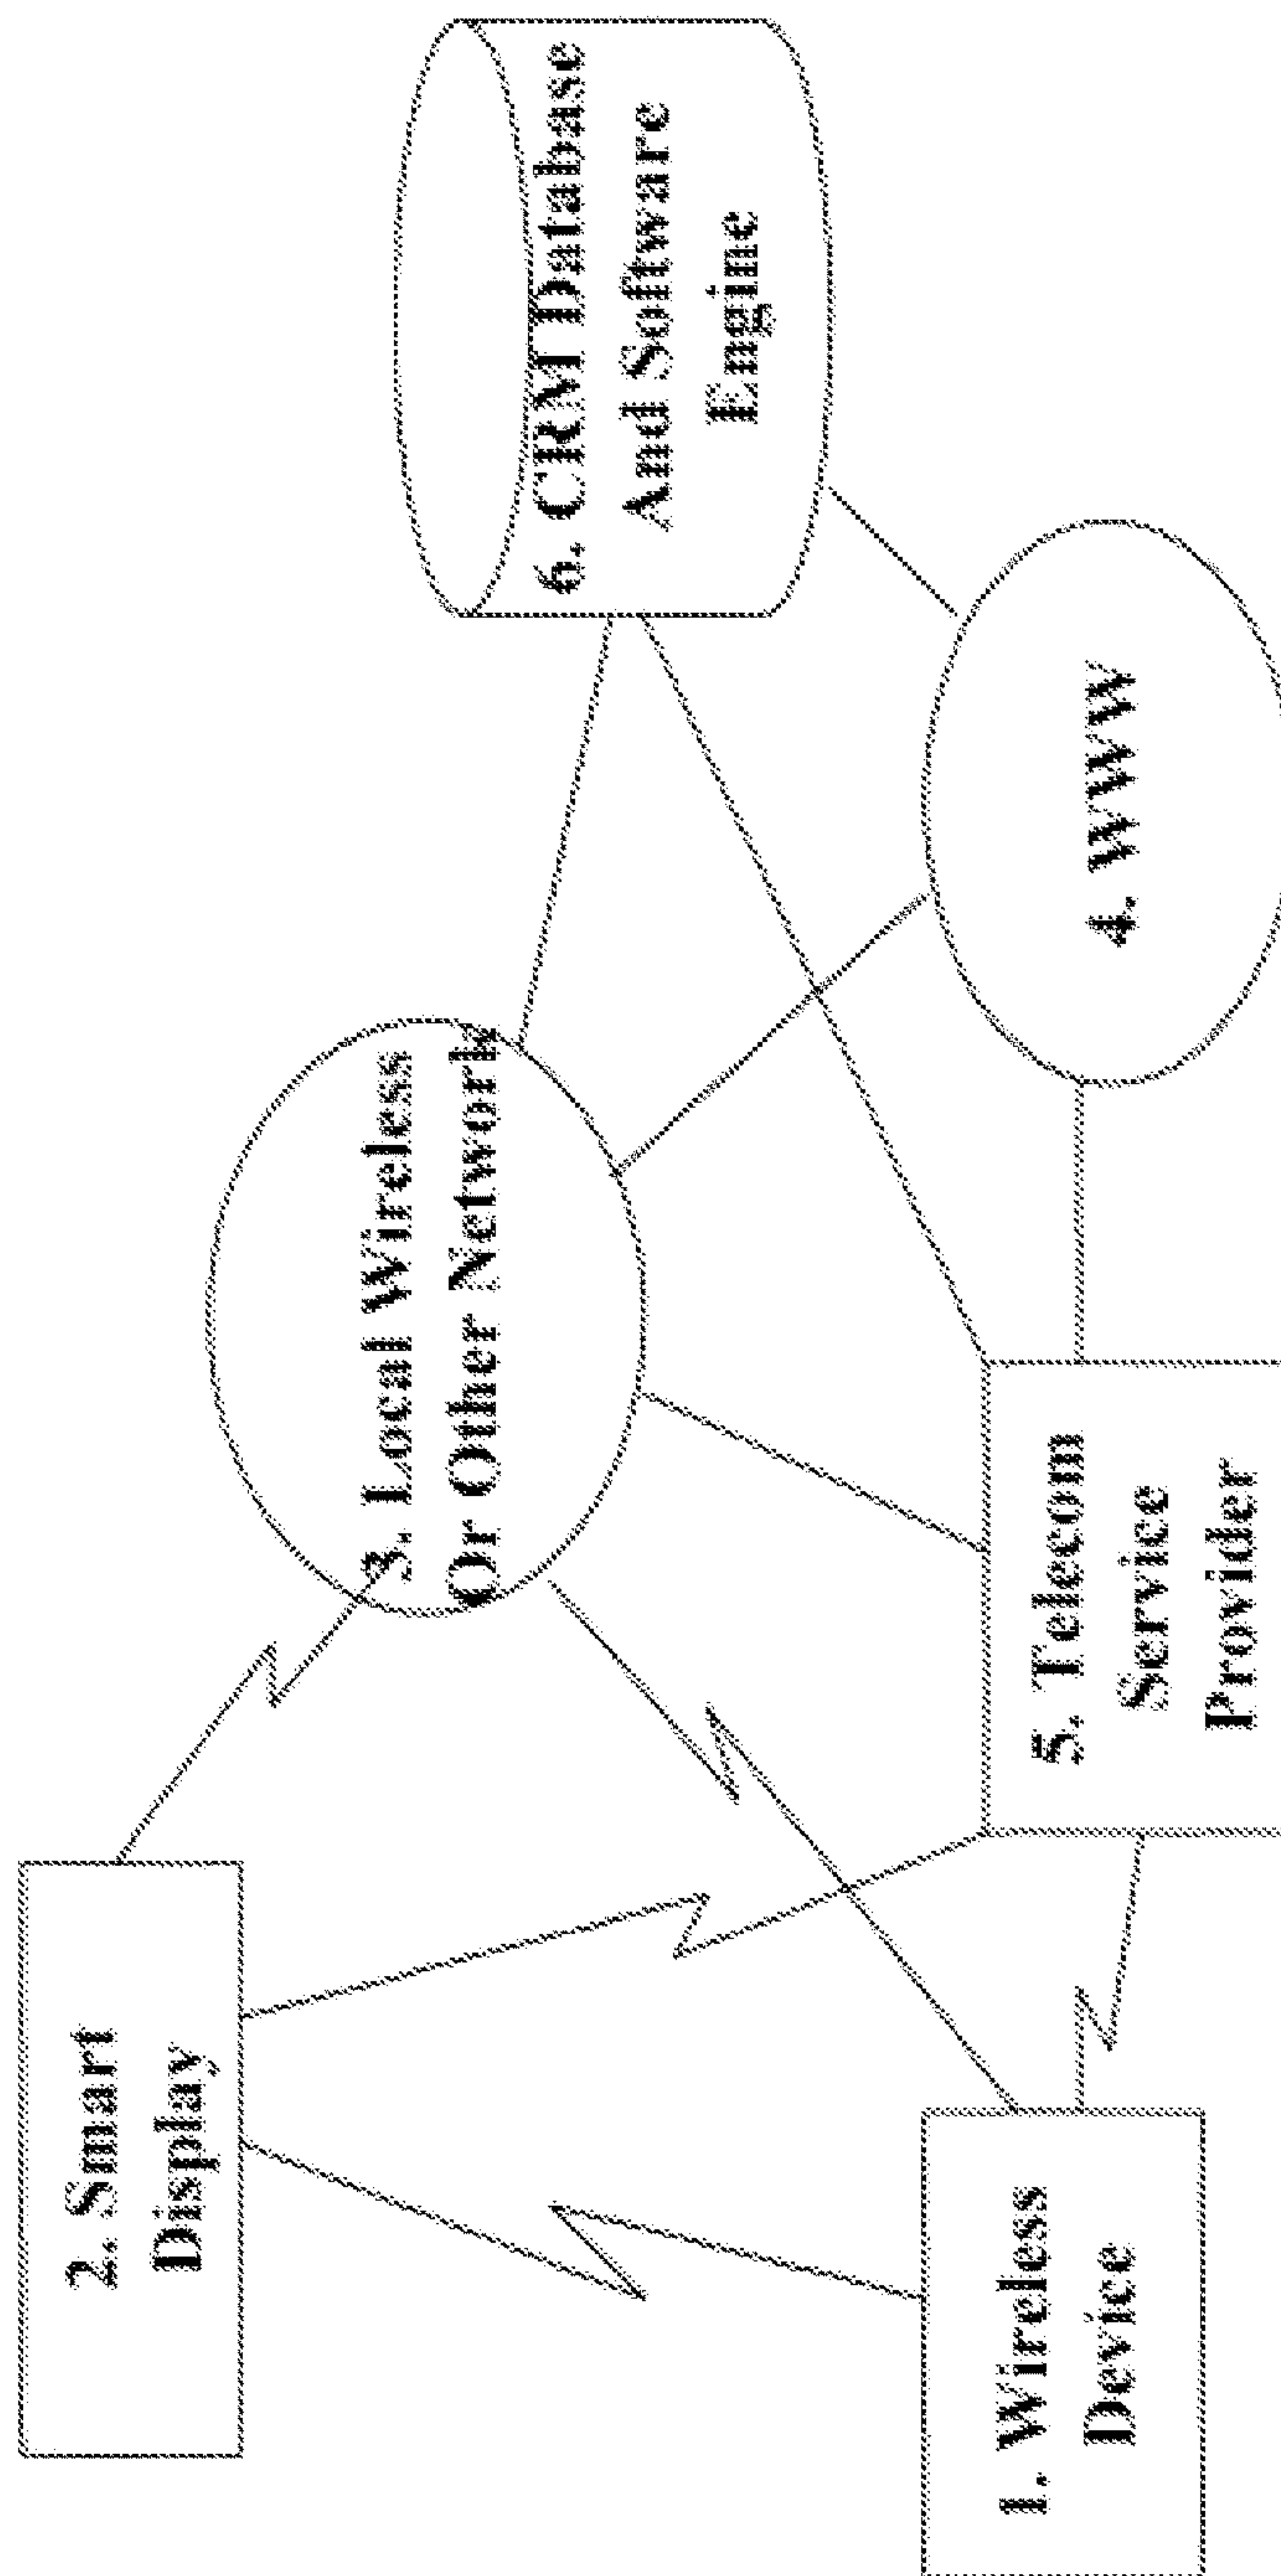 1. Wireless
Device
2. Smart
Display
3. Local Wireless
Or Other Network
4. WWW
5. Telecom
Service
Provider
6. CRM Database
And Software
Engine